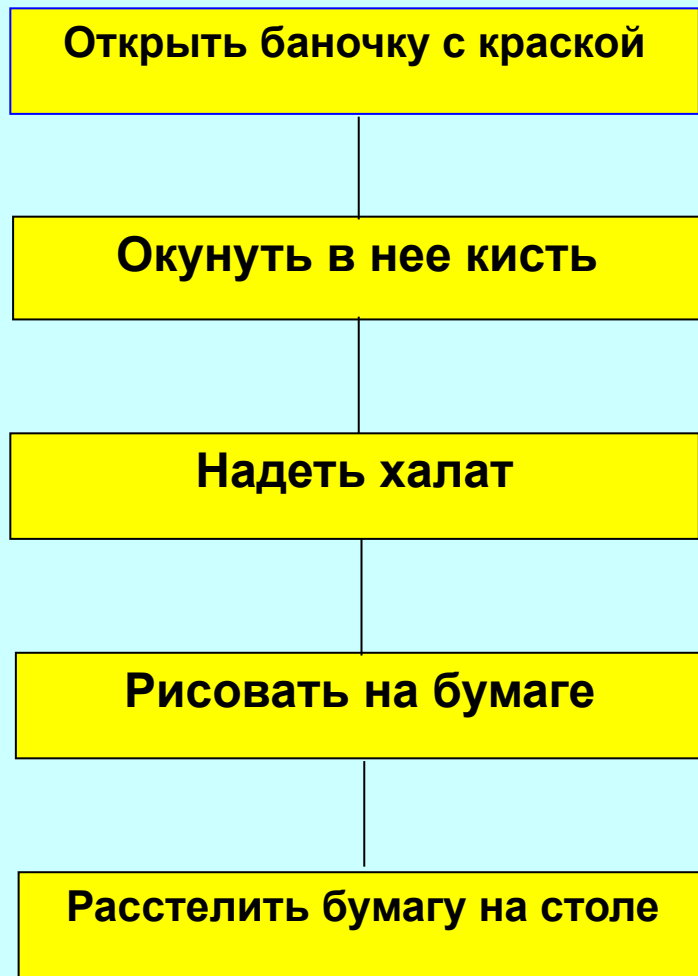 Открыть баночку с краской
Окунуть в нее кисть
Надеть халат
Рисовать на бумаге
Расстелить бумагу на столе